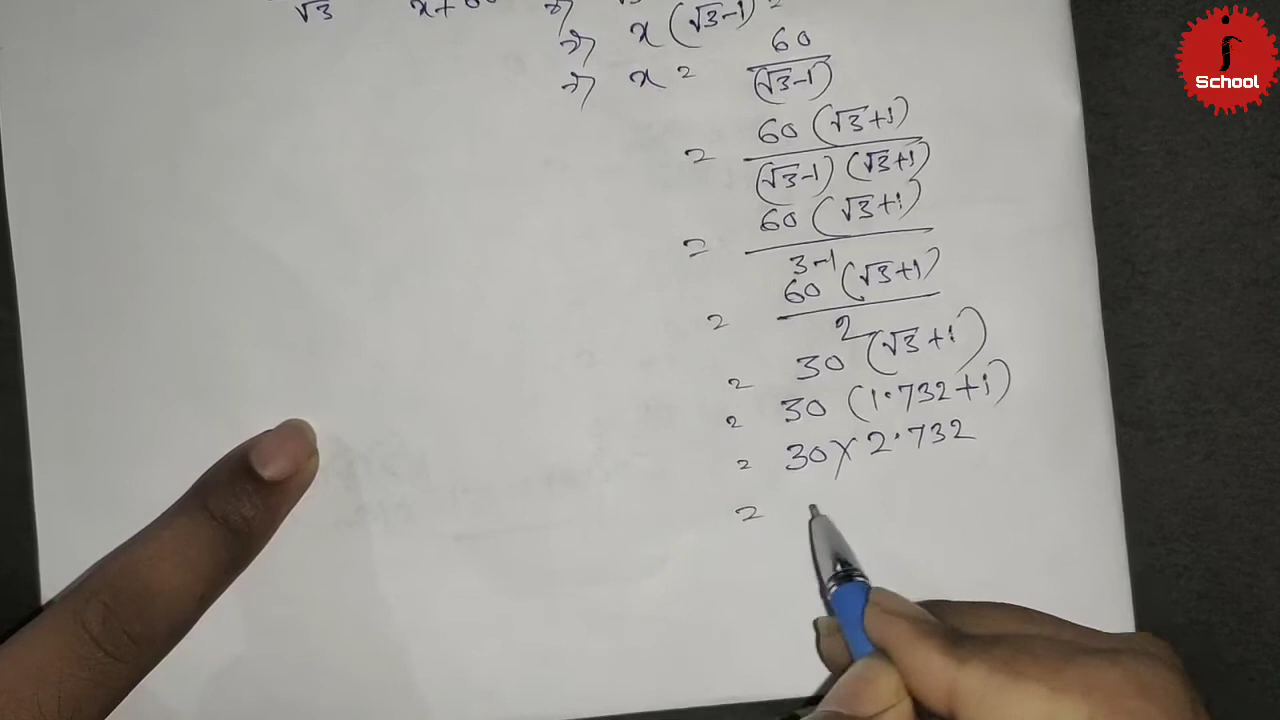 √3 x+60
⇒ x(√3-1) =
⇒ x = 60/(√3-1)
= 60(√3+1)/(√3-1)(√3+1)
= 60(√3+1)/3-1
= 60(√3+1)/2
= 30(√3+1)
= 30(1.732+1)
= 30×2.732
=
School